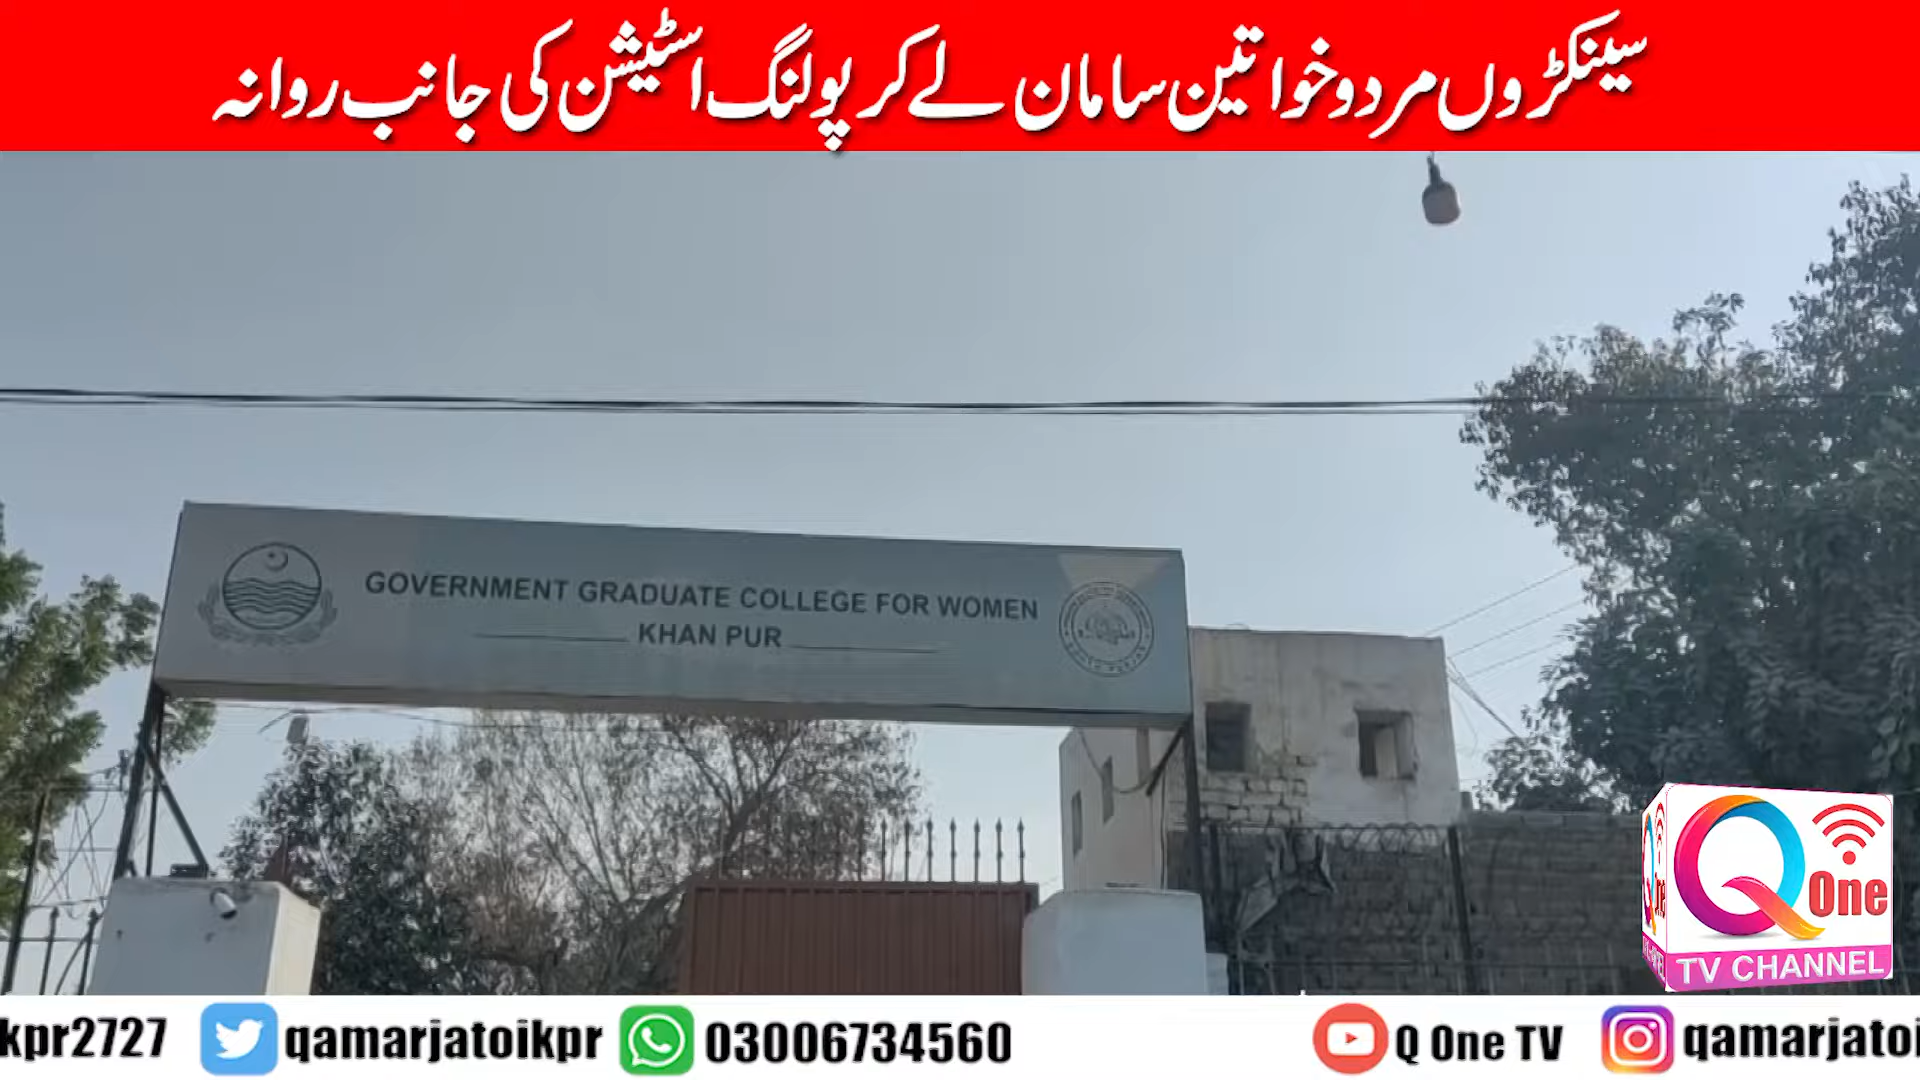 سینکڑوں مرد و خواتین سامان لے کر پولنگ اسٹیشن کی جانب روانہ
GOVERNMENT GRADUATE COLLEGE FOR WOMEN
KHAN PUR
Q One
TV CHANNEL
kpr2727 qamarjatoikpr 03006734560 Q One TV qamarjatoi